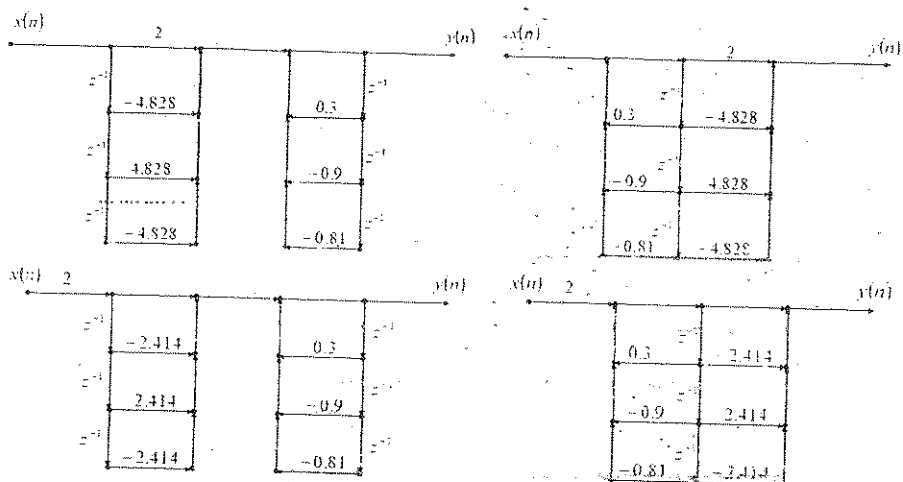 x(n) 2 y(n)
z⁻¹ −4.828 0.3 z⁻¹
z⁻¹ 4.828 −0.9 z⁻¹
z⁻¹ −4.828 −0.81 z⁻¹
x(n) 2 y(n)
0.3 z⁻¹ −4.828
−0.9 z⁻¹ 4.828
−0.81 −4.828
x(n) 2 y(n)
z⁻¹ −2.414 0.3 z⁻¹
z⁻¹ 2.414 −0.9 z⁻¹
z⁻¹ −2.414 −0.81 z⁻¹
x(n) 2 y(n)
0.3 z⁻¹ −2.414
−0.9 z⁻¹ 2.414
−0.81 z⁻¹ −2.414